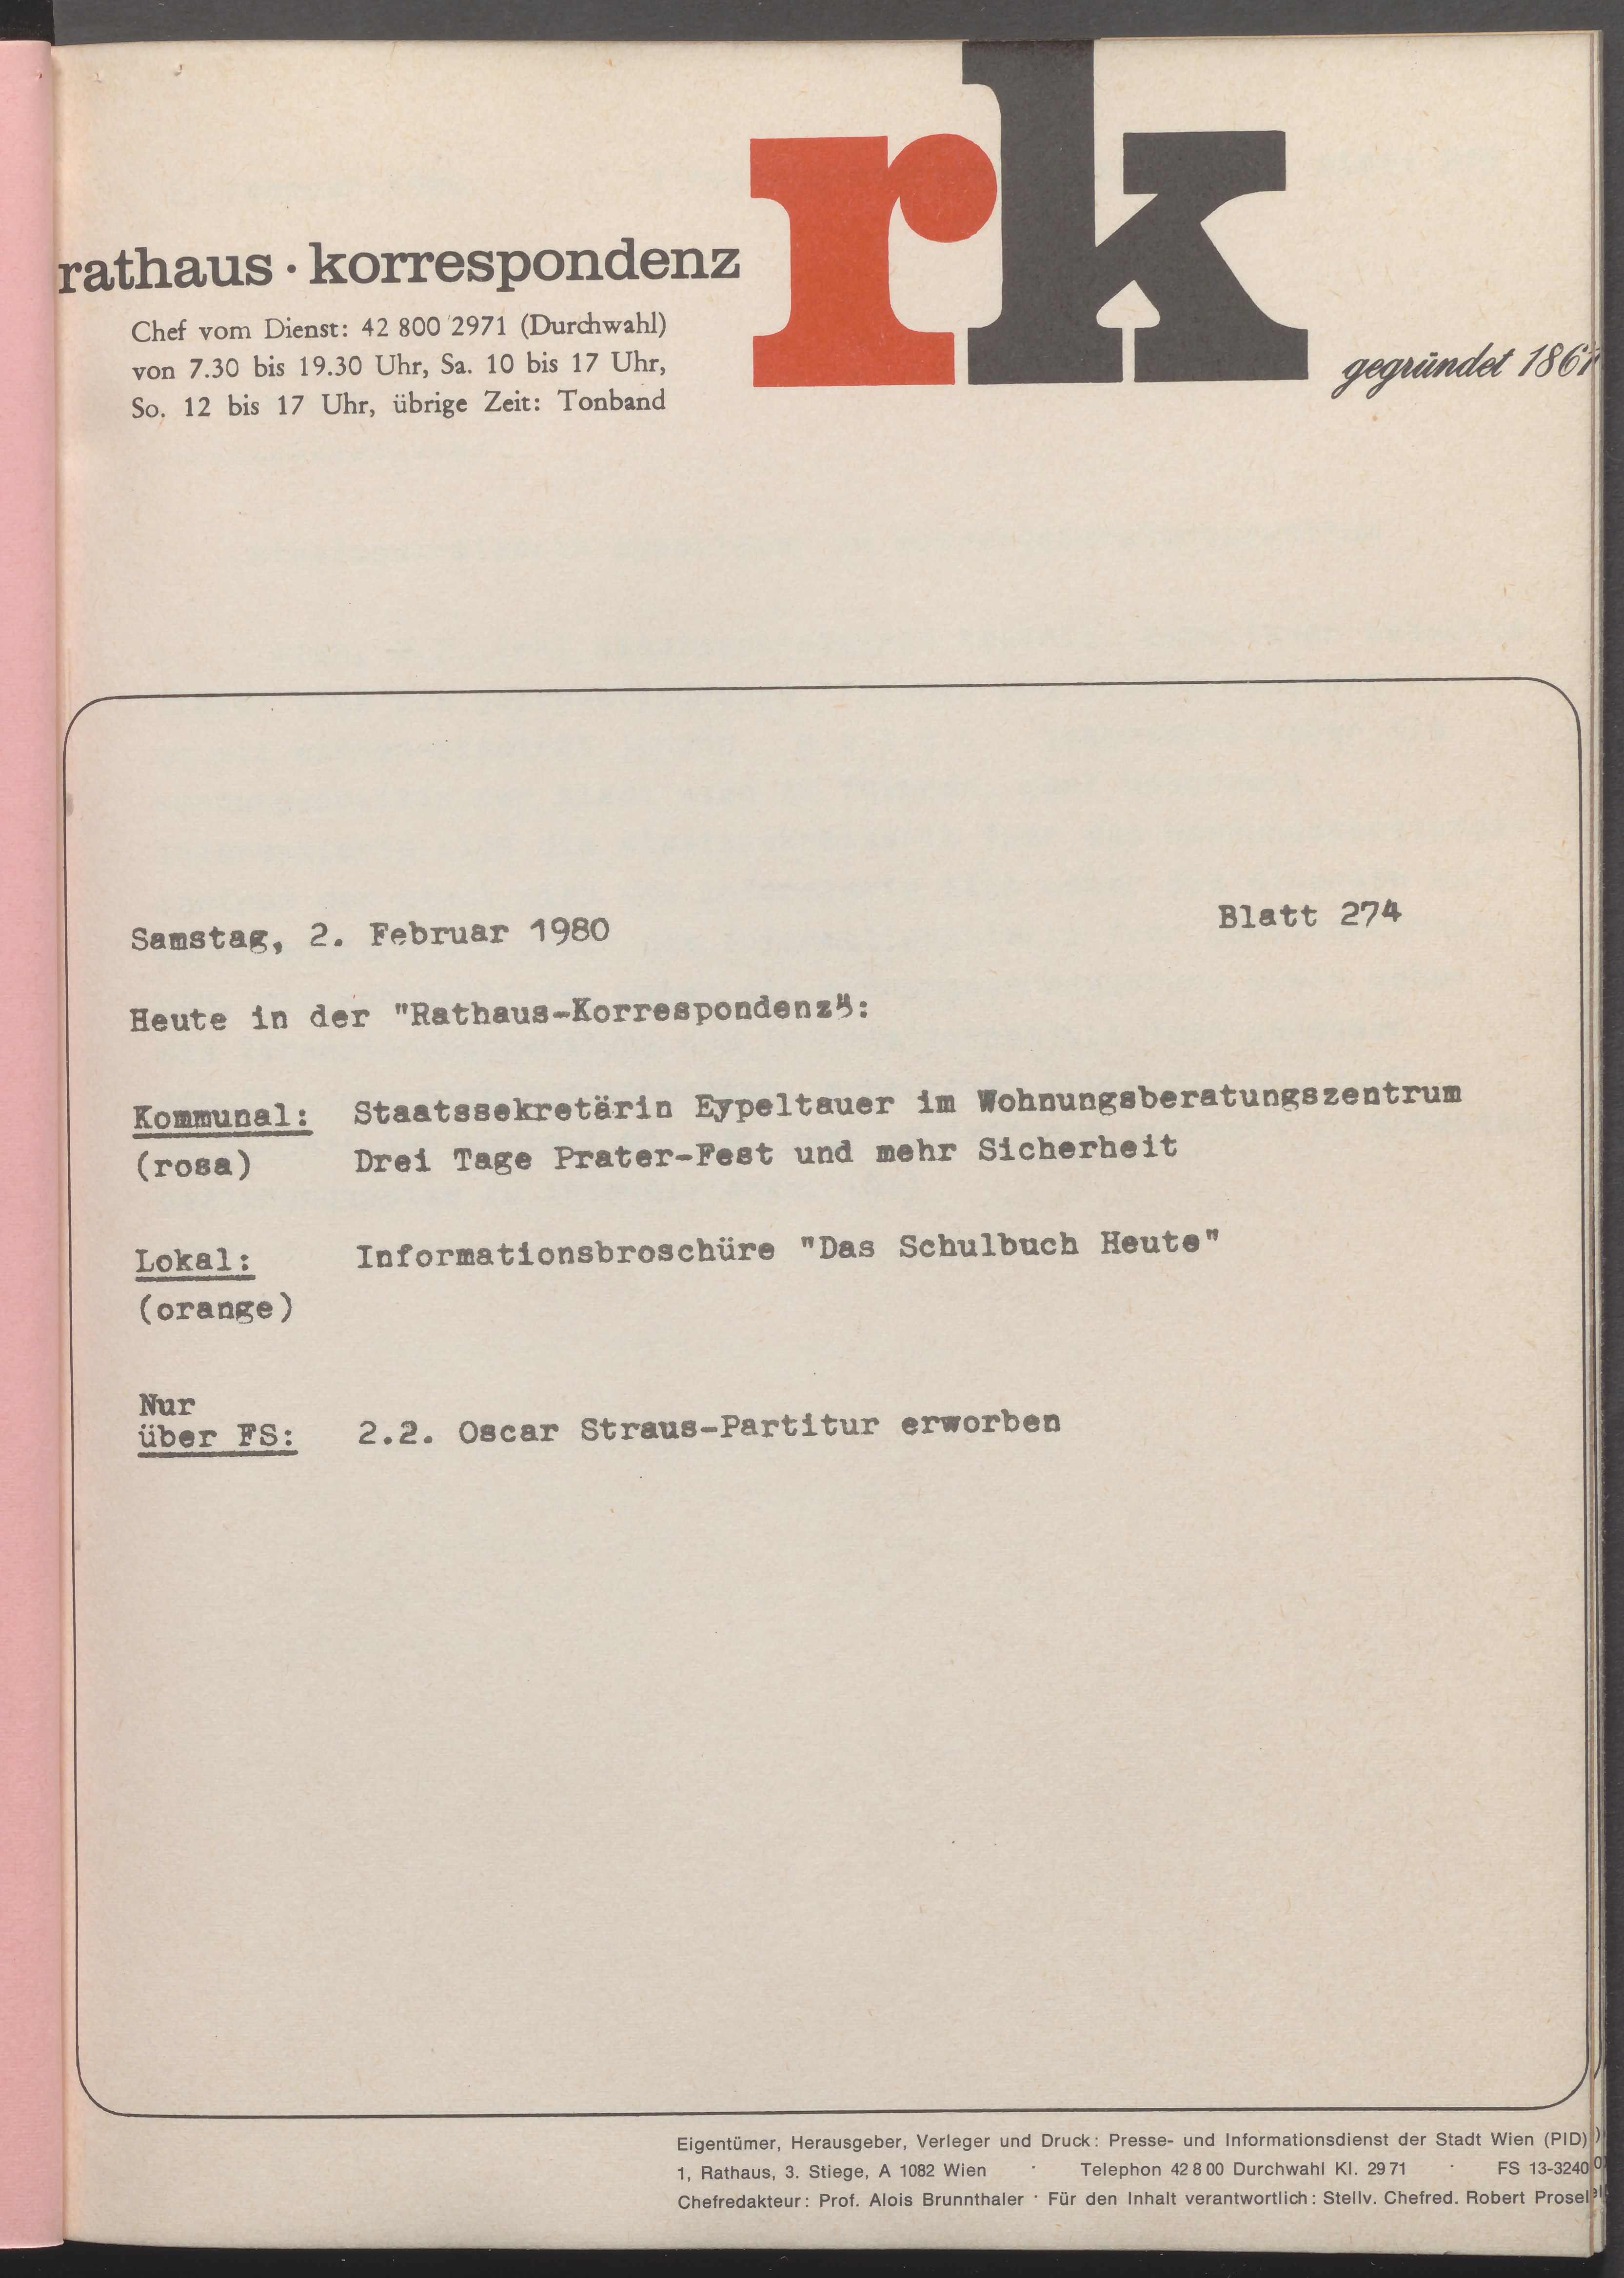 rk
rathaus · korrespondenz
Chef vom Dienst: 42 800 2971 (Durchwahl)
von 7.30 bis 19.30 Uhr, Sa. 10 bis 17 Uhr,
So. 12 bis 17 Uhr, übrige Zeit: Tonband
gegründet 1861
Samstag, 2. Februar 1980 Blatt 274
Heute in der "Rathaus-Korrespondenz":
Kommunal: Staatssekretärin Eypeltauer im Wohnungsberatungszentrum
(rosa) Drei Tage Prater-Fest und mehr Sicherheit
Lokal: Informationsbroschüre "Das Schulbuch Heute"
(orange)
Nur
über FS: 2.2. Oscar Straus-Partitur erworben
Eigentümer, Herausgeber, Verleger und Druck: Presse- und Informationsdienst der Stadt Wien (PID)
1, Rathaus, 3. Stiege, A 1082 Wien · Telephon 42 8 00 Durchwahl Kl. 29 71 · FS 13-3240
Chefredakteur: Prof. Alois Brunnthaler · Für den Inhalt verantwortlich: Stellv. Chefred. Robert Prosel